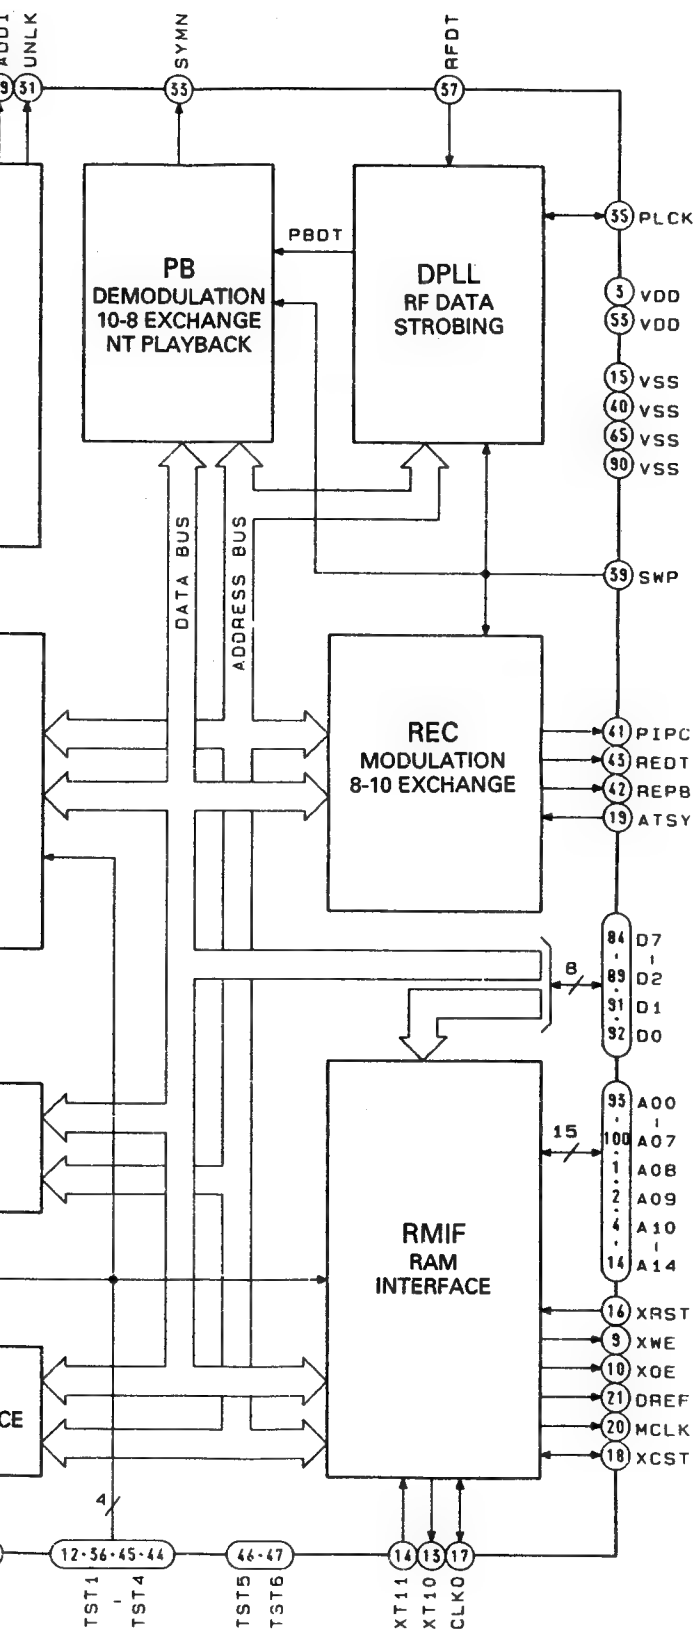 ADDT
UNLK
SYMN
RFDT
9
31
33
37
35 PLCK
PBDT
PB
DEMODULATION
10-8 EXCHANGE
NT PLAYBACK
DPLL
RF DATA
STROBING
3 VDD
53 VDD
15 VSS
40 VSS
65 VSS
90 VSS
DATA BUS
ADDRESS BUS
39 SWP
REC
MODULATION
8-10 EXCHANGE
41 PIPC
43 REDT
42 REPB
19 ATSY
8
84 D7
89 D2
91 D1
92 D0
15
93 A00
100 A07
1 A08
2 A09
4 A10
14 A14
RMIF
RAM
INTERFACE
16 XRST
9 XWE
10 XOE
21 DREF
20 MCLK
18 XCST
CE
4
12·36·45·44
46·47
14
13
17
TST1
TST4
TST5
TST6
XT11
XT10
CLKO